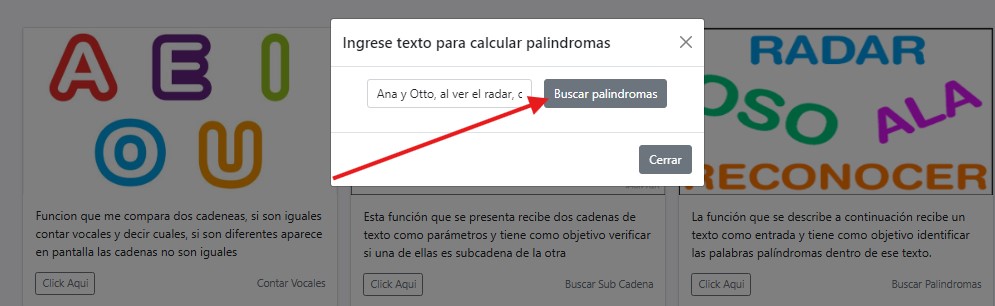 Ingrese texto para calcular palindromas
Ana y Otto, al ver el radar, c
Buscar palindromas
Cerrar
A E I
O U
Funcion que me compara dos cadeneas, si son iguales
contar vocales y decir cuales, si son diferentes aparece
en pantalla las cadenas no son iguales
Click Aqui
Contar Vocales
Esta función que se presenta recibe dos cadenas de
texto como parámetros y tiene como objetivo verificar
si una de ellas es subcadena de la otra
Click Aqui
Buscar Sub Cadena
RADAR
OSO
ALA
RECONOCER
La función que se describe a continuación recibe un
texto como entrada y tiene como objetivo identificar
las palabras palíndromas dentro de ese texto.
Click Aqui
Buscar Palindromas